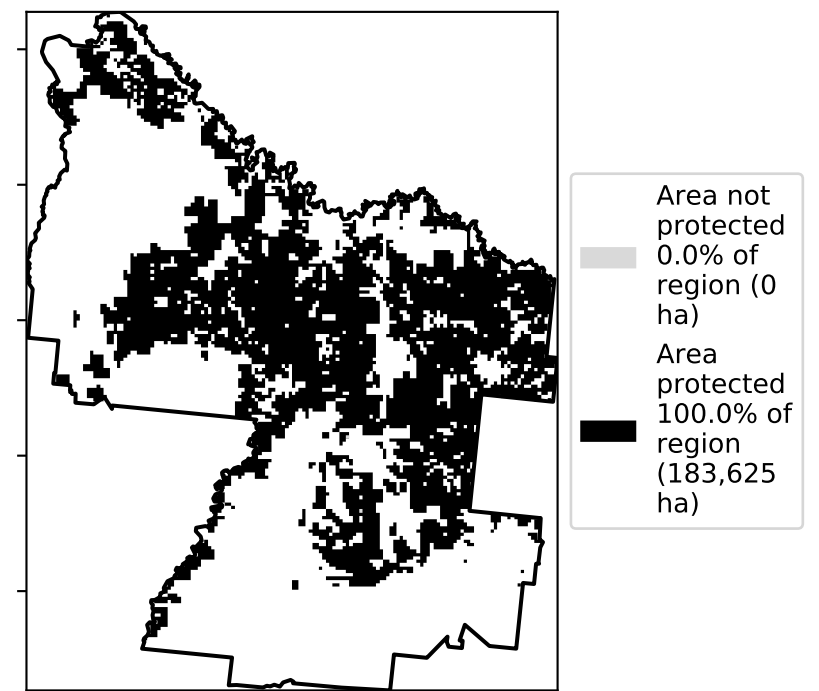 Area not
protected
0.0% of
region (0
ha)
Area
protected
100.0% of
region
(183,625
ha)